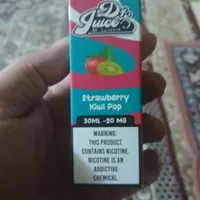 Dr
Juice
Strawberry
Kiwi Pop
30ML -20 MG
WARNING:
THIS PRODUCT
CONTAINS NICOTINE.
NICOTINE IS AN
ADDICTIVE
CHEMICAL.